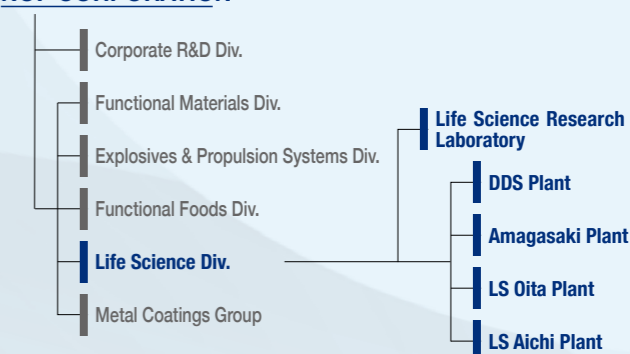 Corporate R&D Div.
Functional Materials Div.
Explosives & Propulsion Systems Div.
Functional Foods Div.
Life Science Div.
Metal Coatings Group
Life Science Research
Laboratory
DDS Plant
Amagasaki Plant
LS Oita Plant
LS Aichi Plant